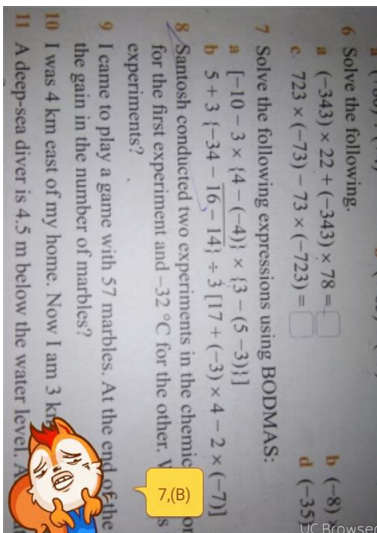 6 Solve the following.
a (−343) × 22 + (−343) × 78 =
b (−8)
c. 723 × (−73) − 73 × (−723) =
d (−35
7 Solve the following expressions using BODMAS:
a [−10 − 3 × {4 − (−4)} × {3 − (5 − 3)}]
b 5 + 3 {−34 − 16 − 14} ÷ 3 [17 + (−3) × 4 − 2 × (−7)]
8 Santosh conducted two experiments in the chemic
for the first experiment and −32 °C for the other.
experiments?
9 I came to play a game with 57 marbles. At the end of the
the gain in the number of marbles?
10 I was 4 km east of my home. Now I am 3 k
11 A deep-sea diver is 4.5 m below the water level. A
7,(B)
UC Browser